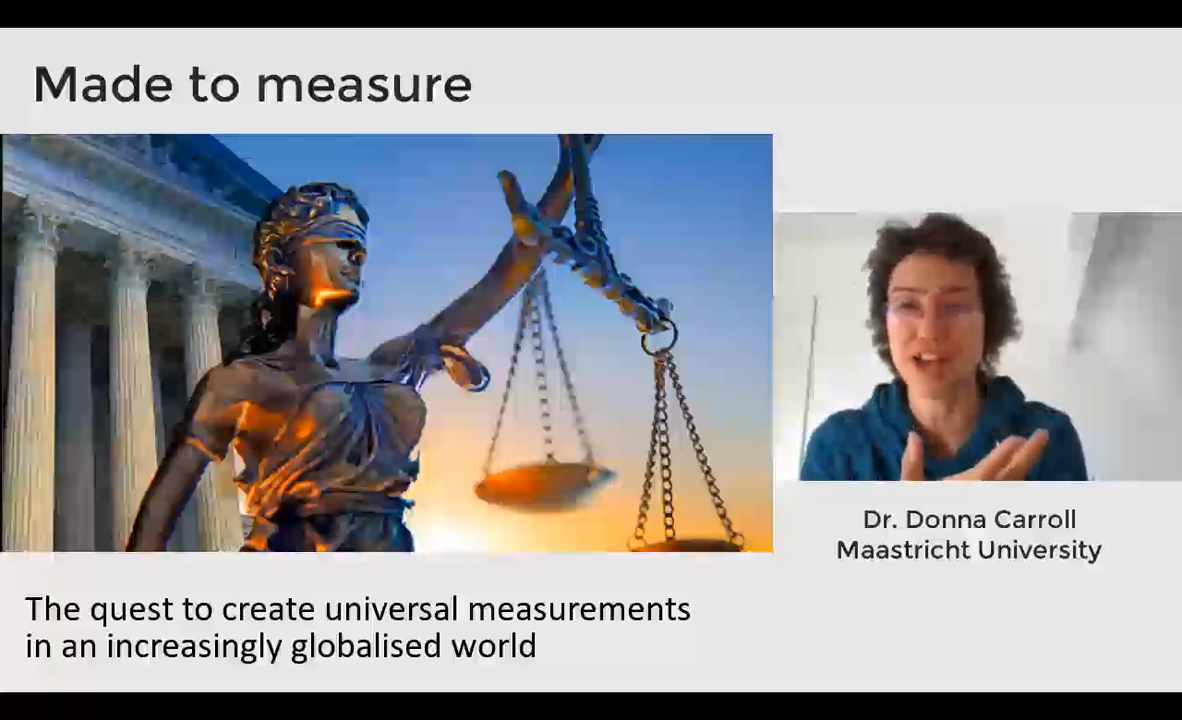 Made to measure
Dr. Donna Carroll
Maastricht University
The quest to create universal measurements
in an increasingly globalised world